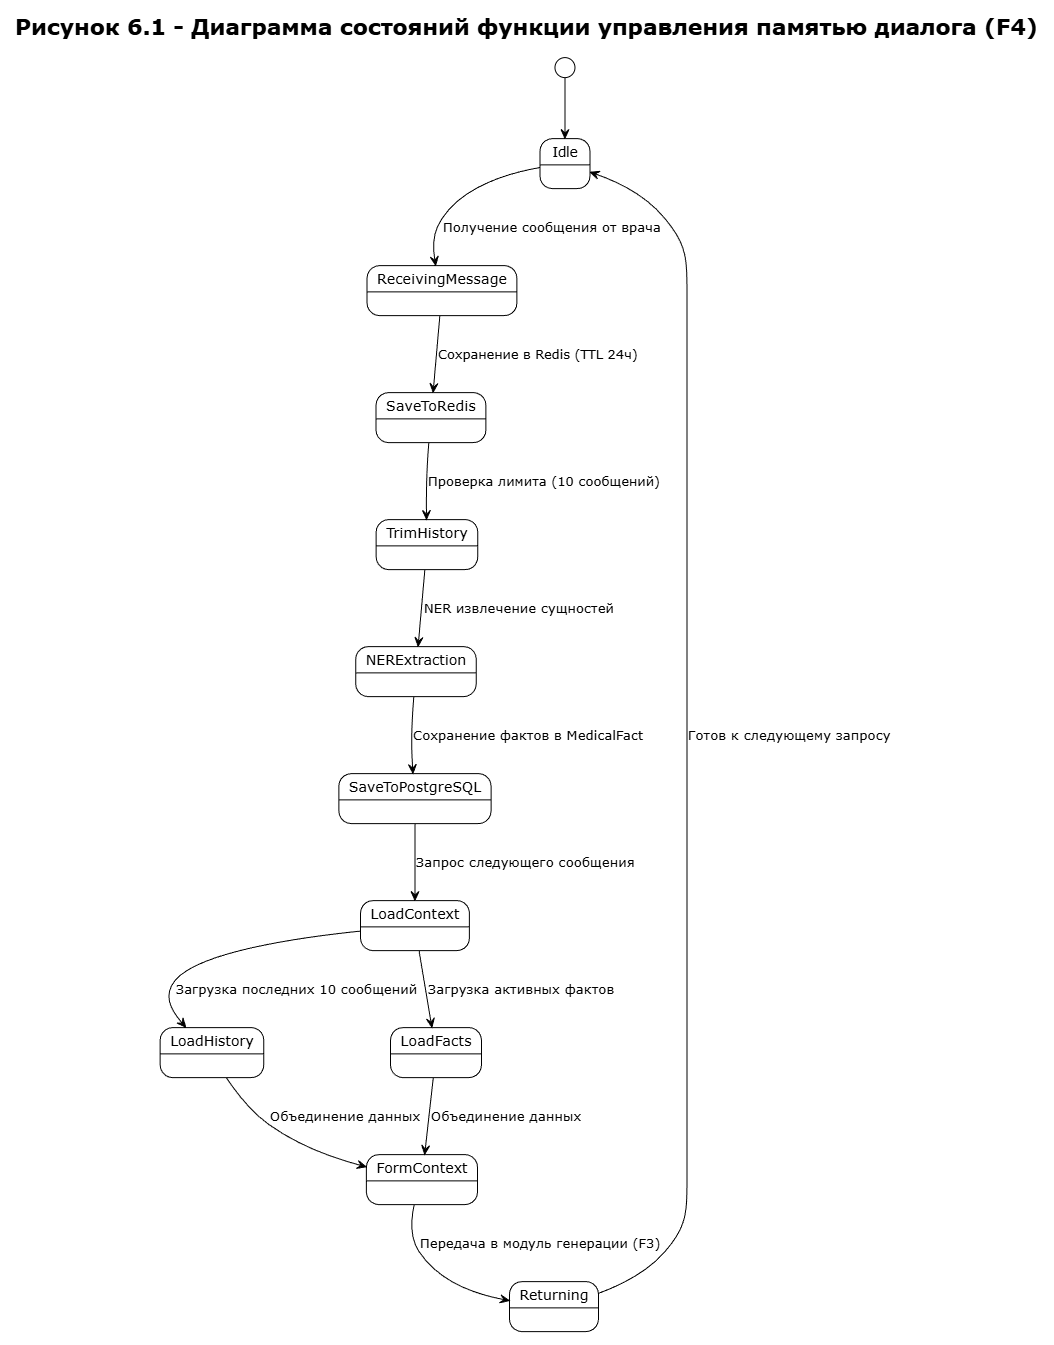 Рисунок 6.1 - Диаграмма состояний функции управления памятью диалога (F4)
Idle
Получение сообщения от врача
ReceivingMessage
Сохранение в Redis (TTL 24ч)
SaveToRedis
Проверка лимита (10 сообщений)
TrimHistory
NER извлечение сущностей
NERExtraction
Сохранение фактов в MedicalFact
Готов к следующему запросу
SaveToPostgreSQL
Запрос следующего сообщения
LoadContext
Загрузка последних 10 сообщений
Загрузка активных фактов
LoadHistory
LoadFacts
Объединение данных
Объединение данных
FormContext
Передача в модуль генерации (F3)
Returning